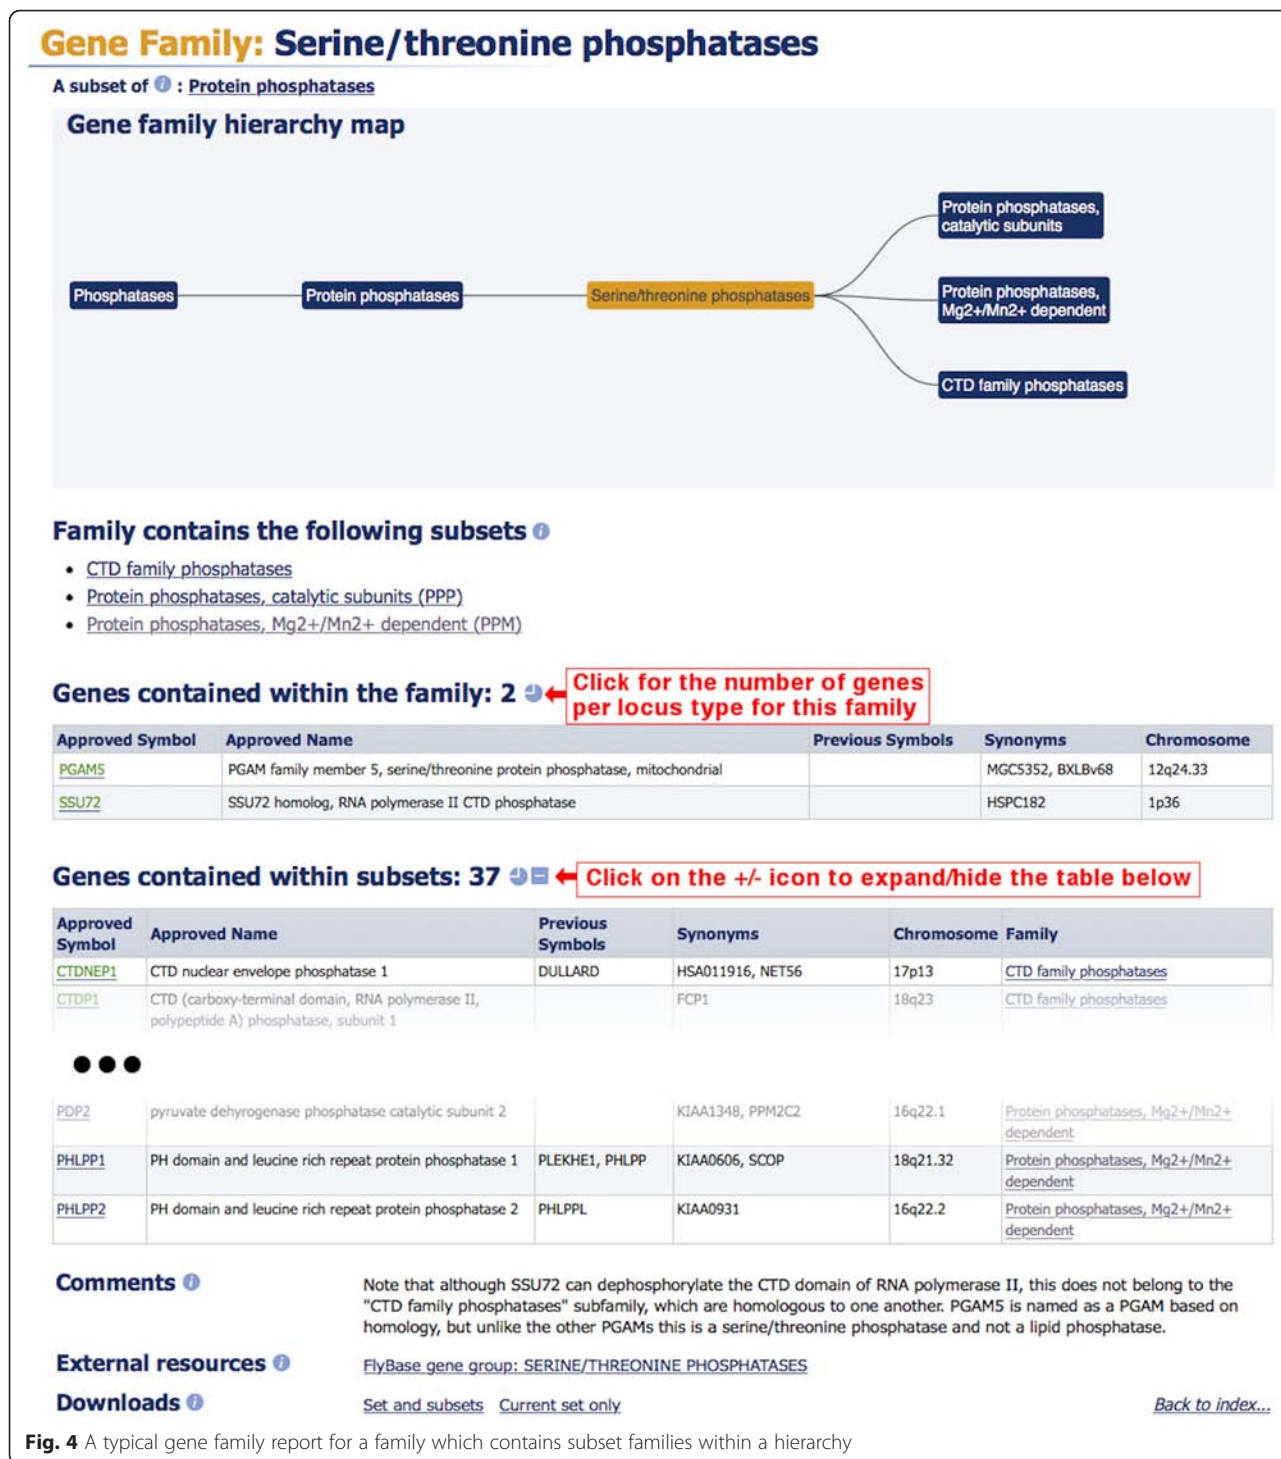 Gene Family: Serine/threonine phosphatases
A subset of i : Protein phosphatases
Gene family hierarchy map
Protein phosphatases,
catalytic subunits
Phosphatases
Protein phosphatases
Serine/threonine phosphatases
Protein phosphatases,
Mg2+/Mn2+ dependent
CTD family phosphatases
Family contains the following subsets i
• CTD family phosphatases
• Protein phosphatases, catalytic subunits (PPP)
• Protein phosphatases, Mg2+/Mn2+ dependent (PPM)
Genes contained within the family: 2
Click for the number of genes
per locus type for this family
Approved Symbol Approved Name Previous Symbols Synonyms Chromosome
PGAM5 PGAM family member 5, serine/threonine protein phosphatase, mitochondrial MGC5352, BXLBv68 12q24.33
SSU72 SSU72 homolog, RNA polymerase II CTD phosphatase HSPC182 1p36
Genes contained within subsets: 37
Click on the +/- icon to expand/hide the table below
Approved
Symbol
Approved Name
Previous
Symbols
Synonyms
Chromosome
Family
CTDNEP1 CTD nuclear envelope phosphatase 1 DULLARD HSA011916, NET56 17p13 CTD family phosphatases
CTDP1 CTD (carboxy-terminal domain, RNA polymerase II, FCP1 18q23 CTD family phosphatases
polypeptide A) phosphatase, subunit 1
PDP2 pyruvate dehyrogenase phosphatase catalytic subunit 2 KIAA1348, PPM2C2 16q22.1 Protein phosphatases, Mg2+/Mn2+
dependent
PHLPP1 PH domain and leucine rich repeat protein phosphatase 1 PLEKHE1, PHLPP KIAA0606, SCOP 18q21.32 Protein phosphatases, Mg2+/Mn2+
dependent
PHLPP2 PH domain and leucine rich repeat protein phosphatase 2 PHLPPL KIAA0931 16q22.2 Protein phosphatases, Mg2+/Mn2+
dependent
Comments i
Note that although SSU72 can dephosphorylate the CTD domain of RNA polymerase II, this does not belong to the
"CTD family phosphatases" subfamily, which are homologous to one another. PGAM5 is named as a PGAM based on
homology, but unlike the other PGAMs this is a serine/threonine phosphatase and not a lipid phosphatase.
External resources i FlyBase gene group: SERINE/THREONINE PHOSPHATASES
Downloads i Set and subsets Current set only Back to index...
Fig. 4 A typical gene family report for a family which contains subset families within a hierarchy